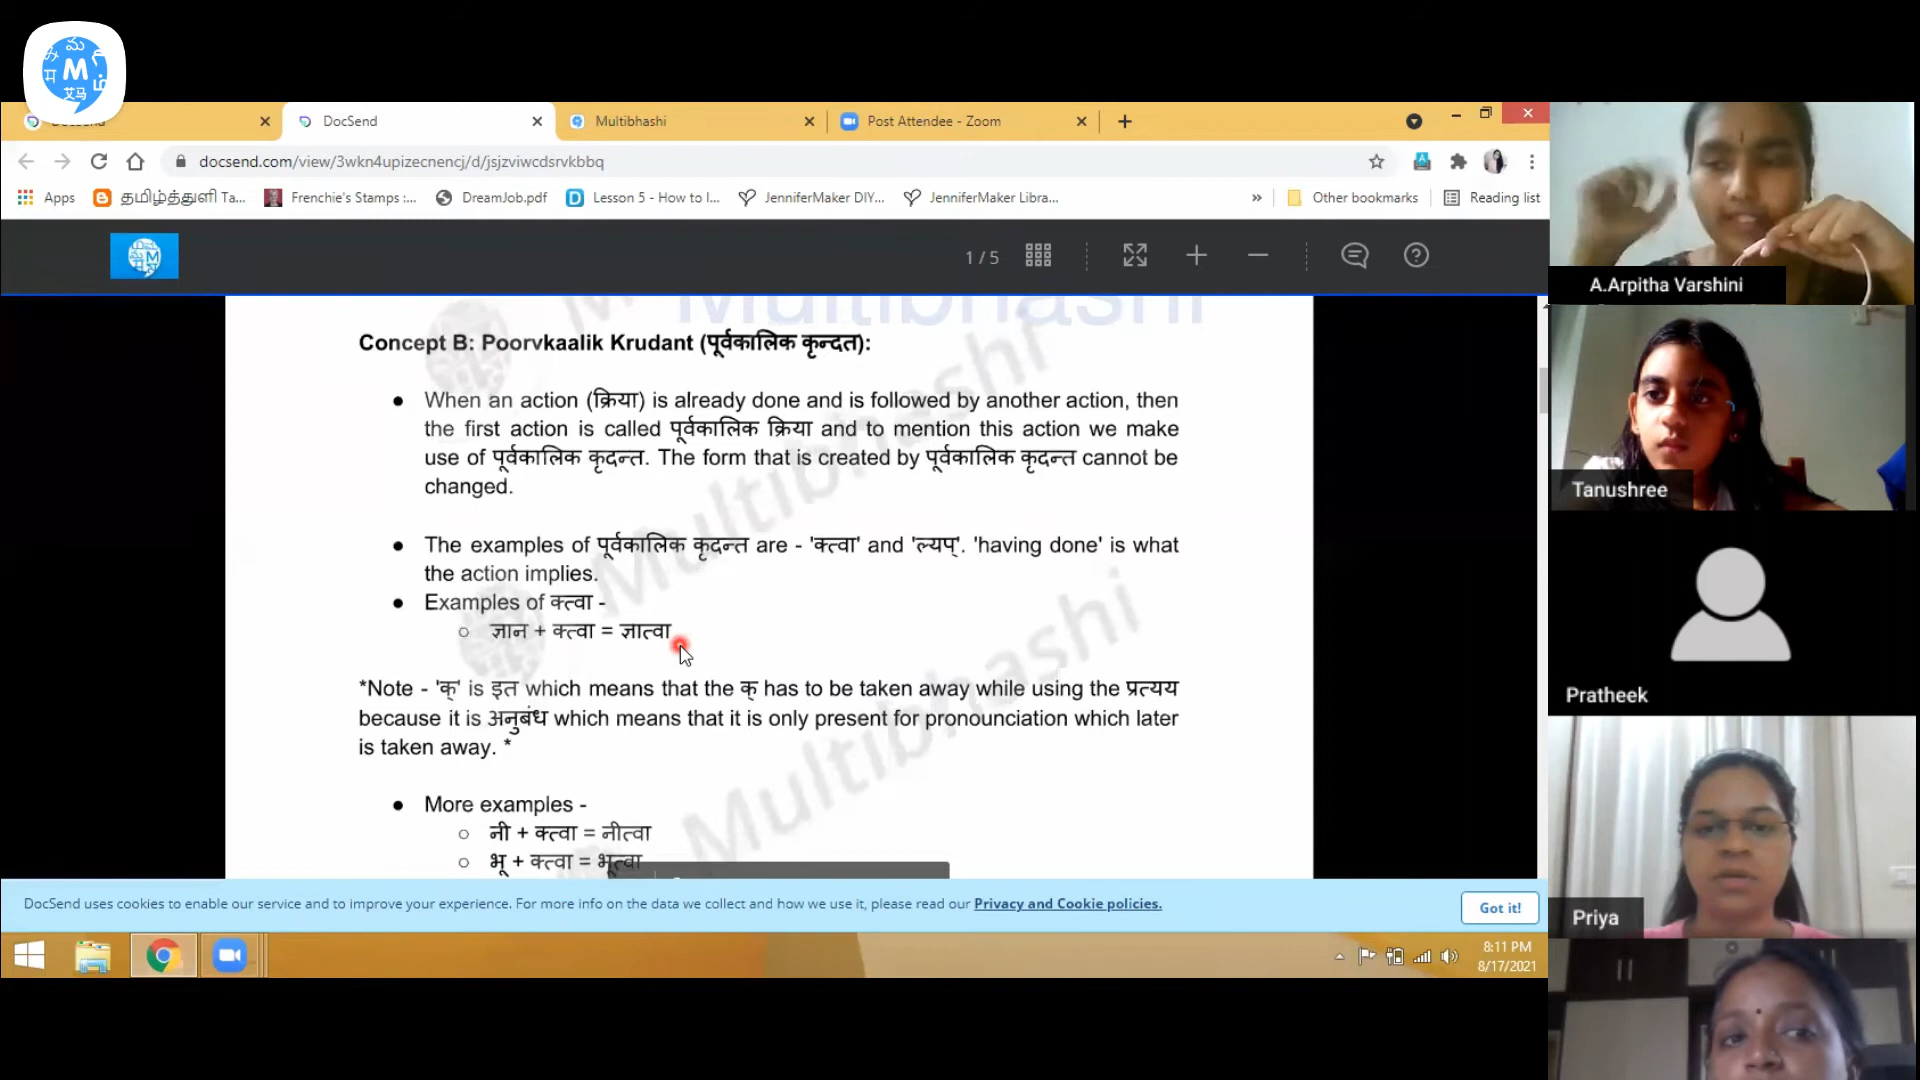 DocSend
Multibhashi
Post Attendee - Zoom
docsend.com/view/3wkn4upizecnencj/d/jsjzviwcdsrvkbbq
Apps
தமிழ்த்துளி Ta...
Frenchie's Stamps :...
DreamJob.pdf
Lesson 5 - How to I...
JenniferMaker DIY...
JenniferMaker Libra...
»
Other bookmarks
Reading list
1 / 5
Multibhashi
Concept B: Poorvkaalik Krudant (पूर्वकालिक कृन्दत):
When an action (क्रिया) is already done and is followed by another action, then
the first action is called पूर्वकालिक क्रिया and to mention this action we make
use of पूर्वकालिक कृदन्त. The form that is created by पूर्वकालिक कृदन्त cannot be
changed.
The examples of पूर्वकालिक कृदन्त are - 'क्त्वा' and 'ल्यप्'. 'having done' is what
the action implies.
Examples of क्त्वा -
ज्ञान + क्त्वा = ज्ञात्वा
*Note - 'क्' is इत which means that the क् has to be taken away while using the प्रत्यय
because it is अनुबंध which means that it is only present for pronounciation which later
is taken away. *
More examples -
नी + क्त्वा = नीत्वा
भू + क्त्वा = भूत्वा
Multibhashi
Multibhashi
DocSend uses cookies to enable our service and to improve your experience. For more info on the data we collect and how we use it, please read our Privacy and Cookie policies.
Got it!
8:11 PM
8/17/2021
A.Arpitha Varshini
Tanushree
Pratheek
Priya